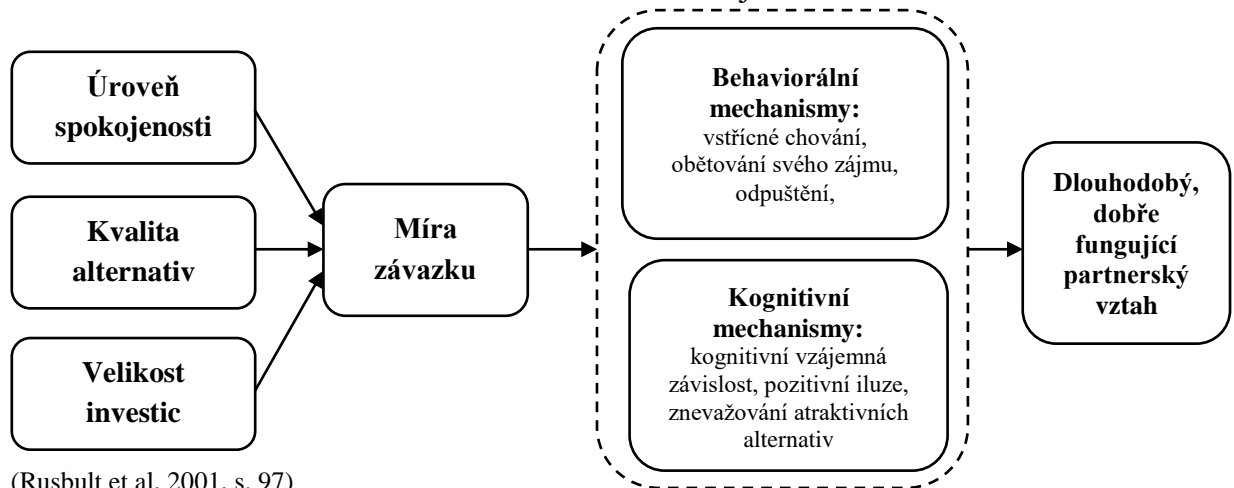 Úroveň
spokojenosti
Kvalita
alternativ
Velikost
investic
Míra
závazku
Behaviorální
mechanismy:
vstřícné chování,
obětování svého zájmu,
odpuštění,
Kognitivní
mechanismy:
kognitivní vzájemná
závislost, pozitivní iluze,
znevažování atraktivních
alternativ
Dlouhodobý,
dobře
fungující
partnerský
vztah
(Rusbult et al. 2001, s. 97)